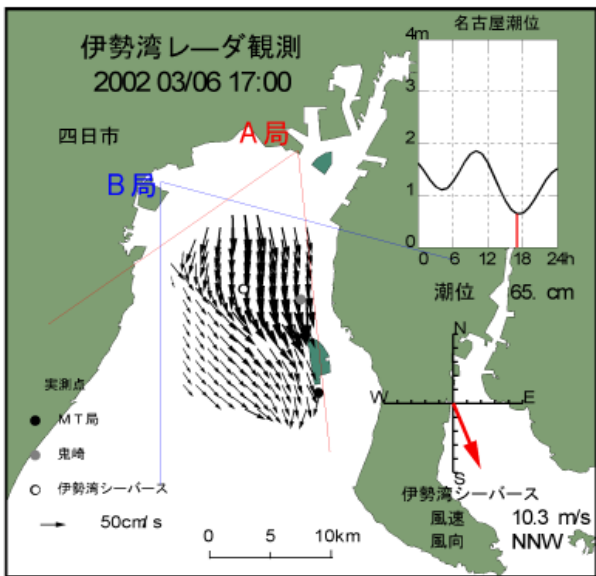 伊勢湾レーダ観測
2002 03/06 17:00
名古屋潮位
4m
3
2
1
0
0 6 12 18 24h
潮位 65. cm
四日市
A局
B局
N
W E
S
実測点
MT局
鬼崎
伊勢湾シーバース
50cm/s
0 5 10km
伊勢湾シーバース
風速 10.3 m/s
風向 NNW